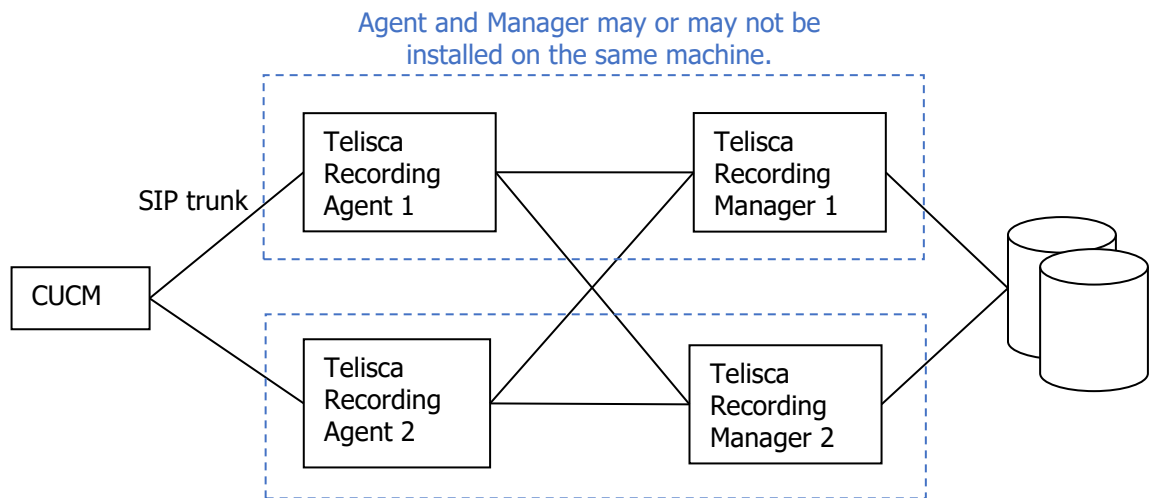 Agent and Manager may or may not be
installed on the same machine.
Telisca
Recording
Agent 1
Telisca
Recording
Manager 1
SIP trunk
CUCM
Telisca
Recording
Agent 2
Telisca
Recording
Manager 2